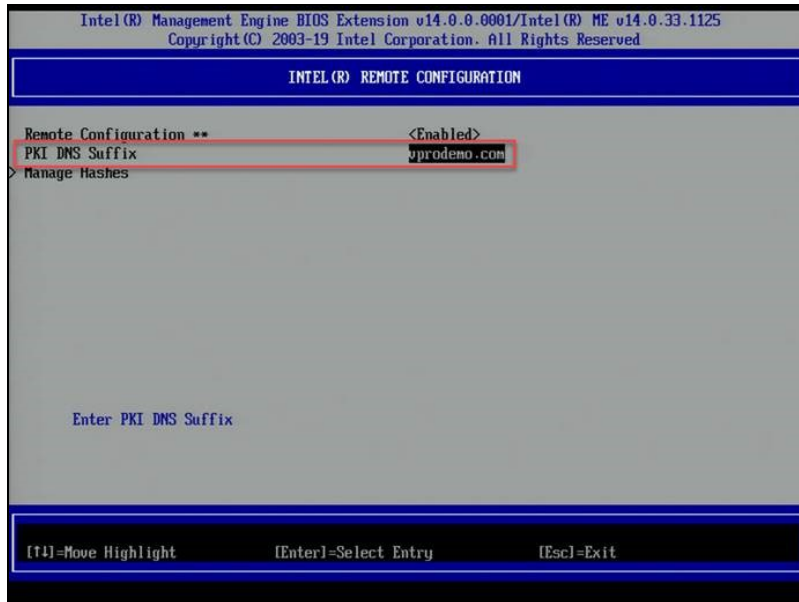 Intel(R) Management Engine BIOS Extension v14.0.0.0001/Intel(R) ME v14.0.33.1125
Copyright(C) 2003-19 Intel Corporation. All Rights Reserved
INTEL(R) REMOTE CONFIGURATION
Remote Configuration ** <Enabled>
PKI DNS Suffix vprodemo.com
> Manage Hashes
Enter PKI DNS Suffix
[↑↓]=Move Highlight [Enter]=Select Entry [Esc]=Exit